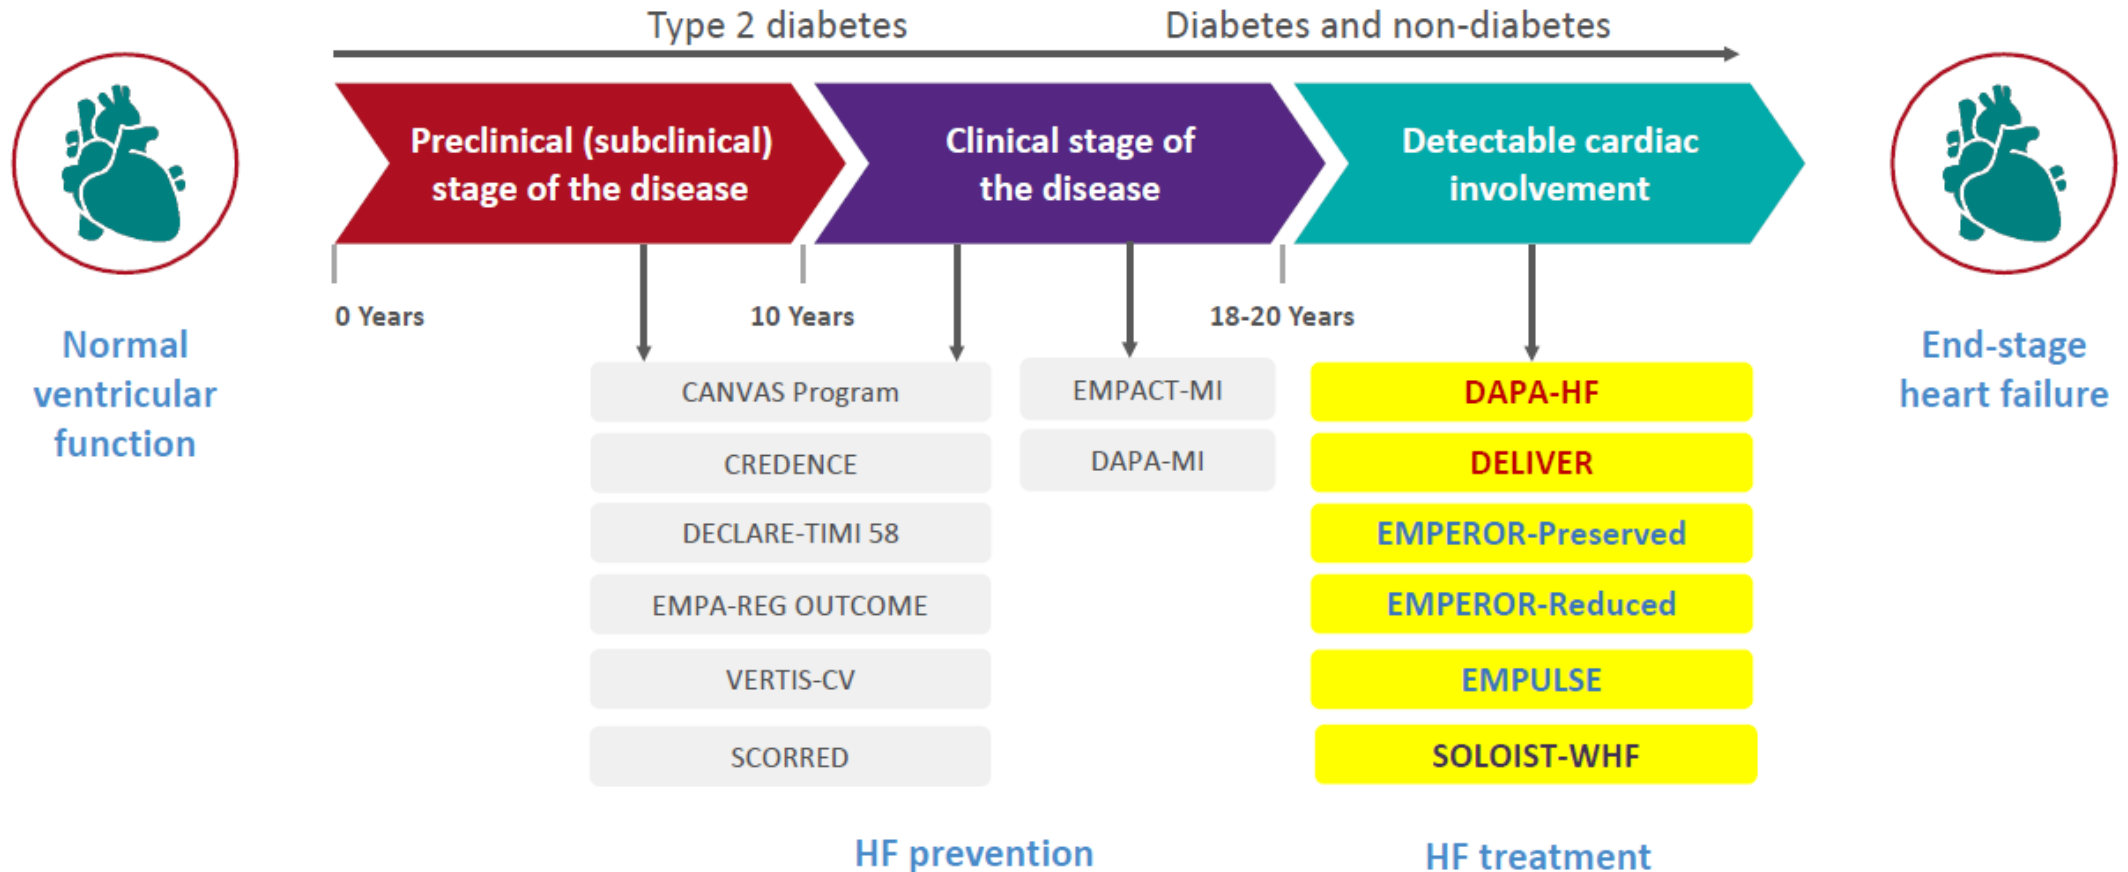 Type 2 diabetes
Diabetes and non-diabetes
Preclinical (subclinical)
stage of the disease
Clinical stage of
the disease
Detectable cardiac
involvement
0 Years
10 Years
18-20 Years
Normal
ventricular
function
End-stage
heart failure
CANVAS Program
CREDENCE
DECLARE-TIMI 58
EMPA-REG OUTCOME
VERTIS-CV
SCORRED
EMPACT-MI
DAPA-MI
DAPA-HF
DELIVER
EMPEROR-Preserved
EMPEROR-Reduced
EMPULSE
SOLOIST-WHF
HF prevention
HF treatment